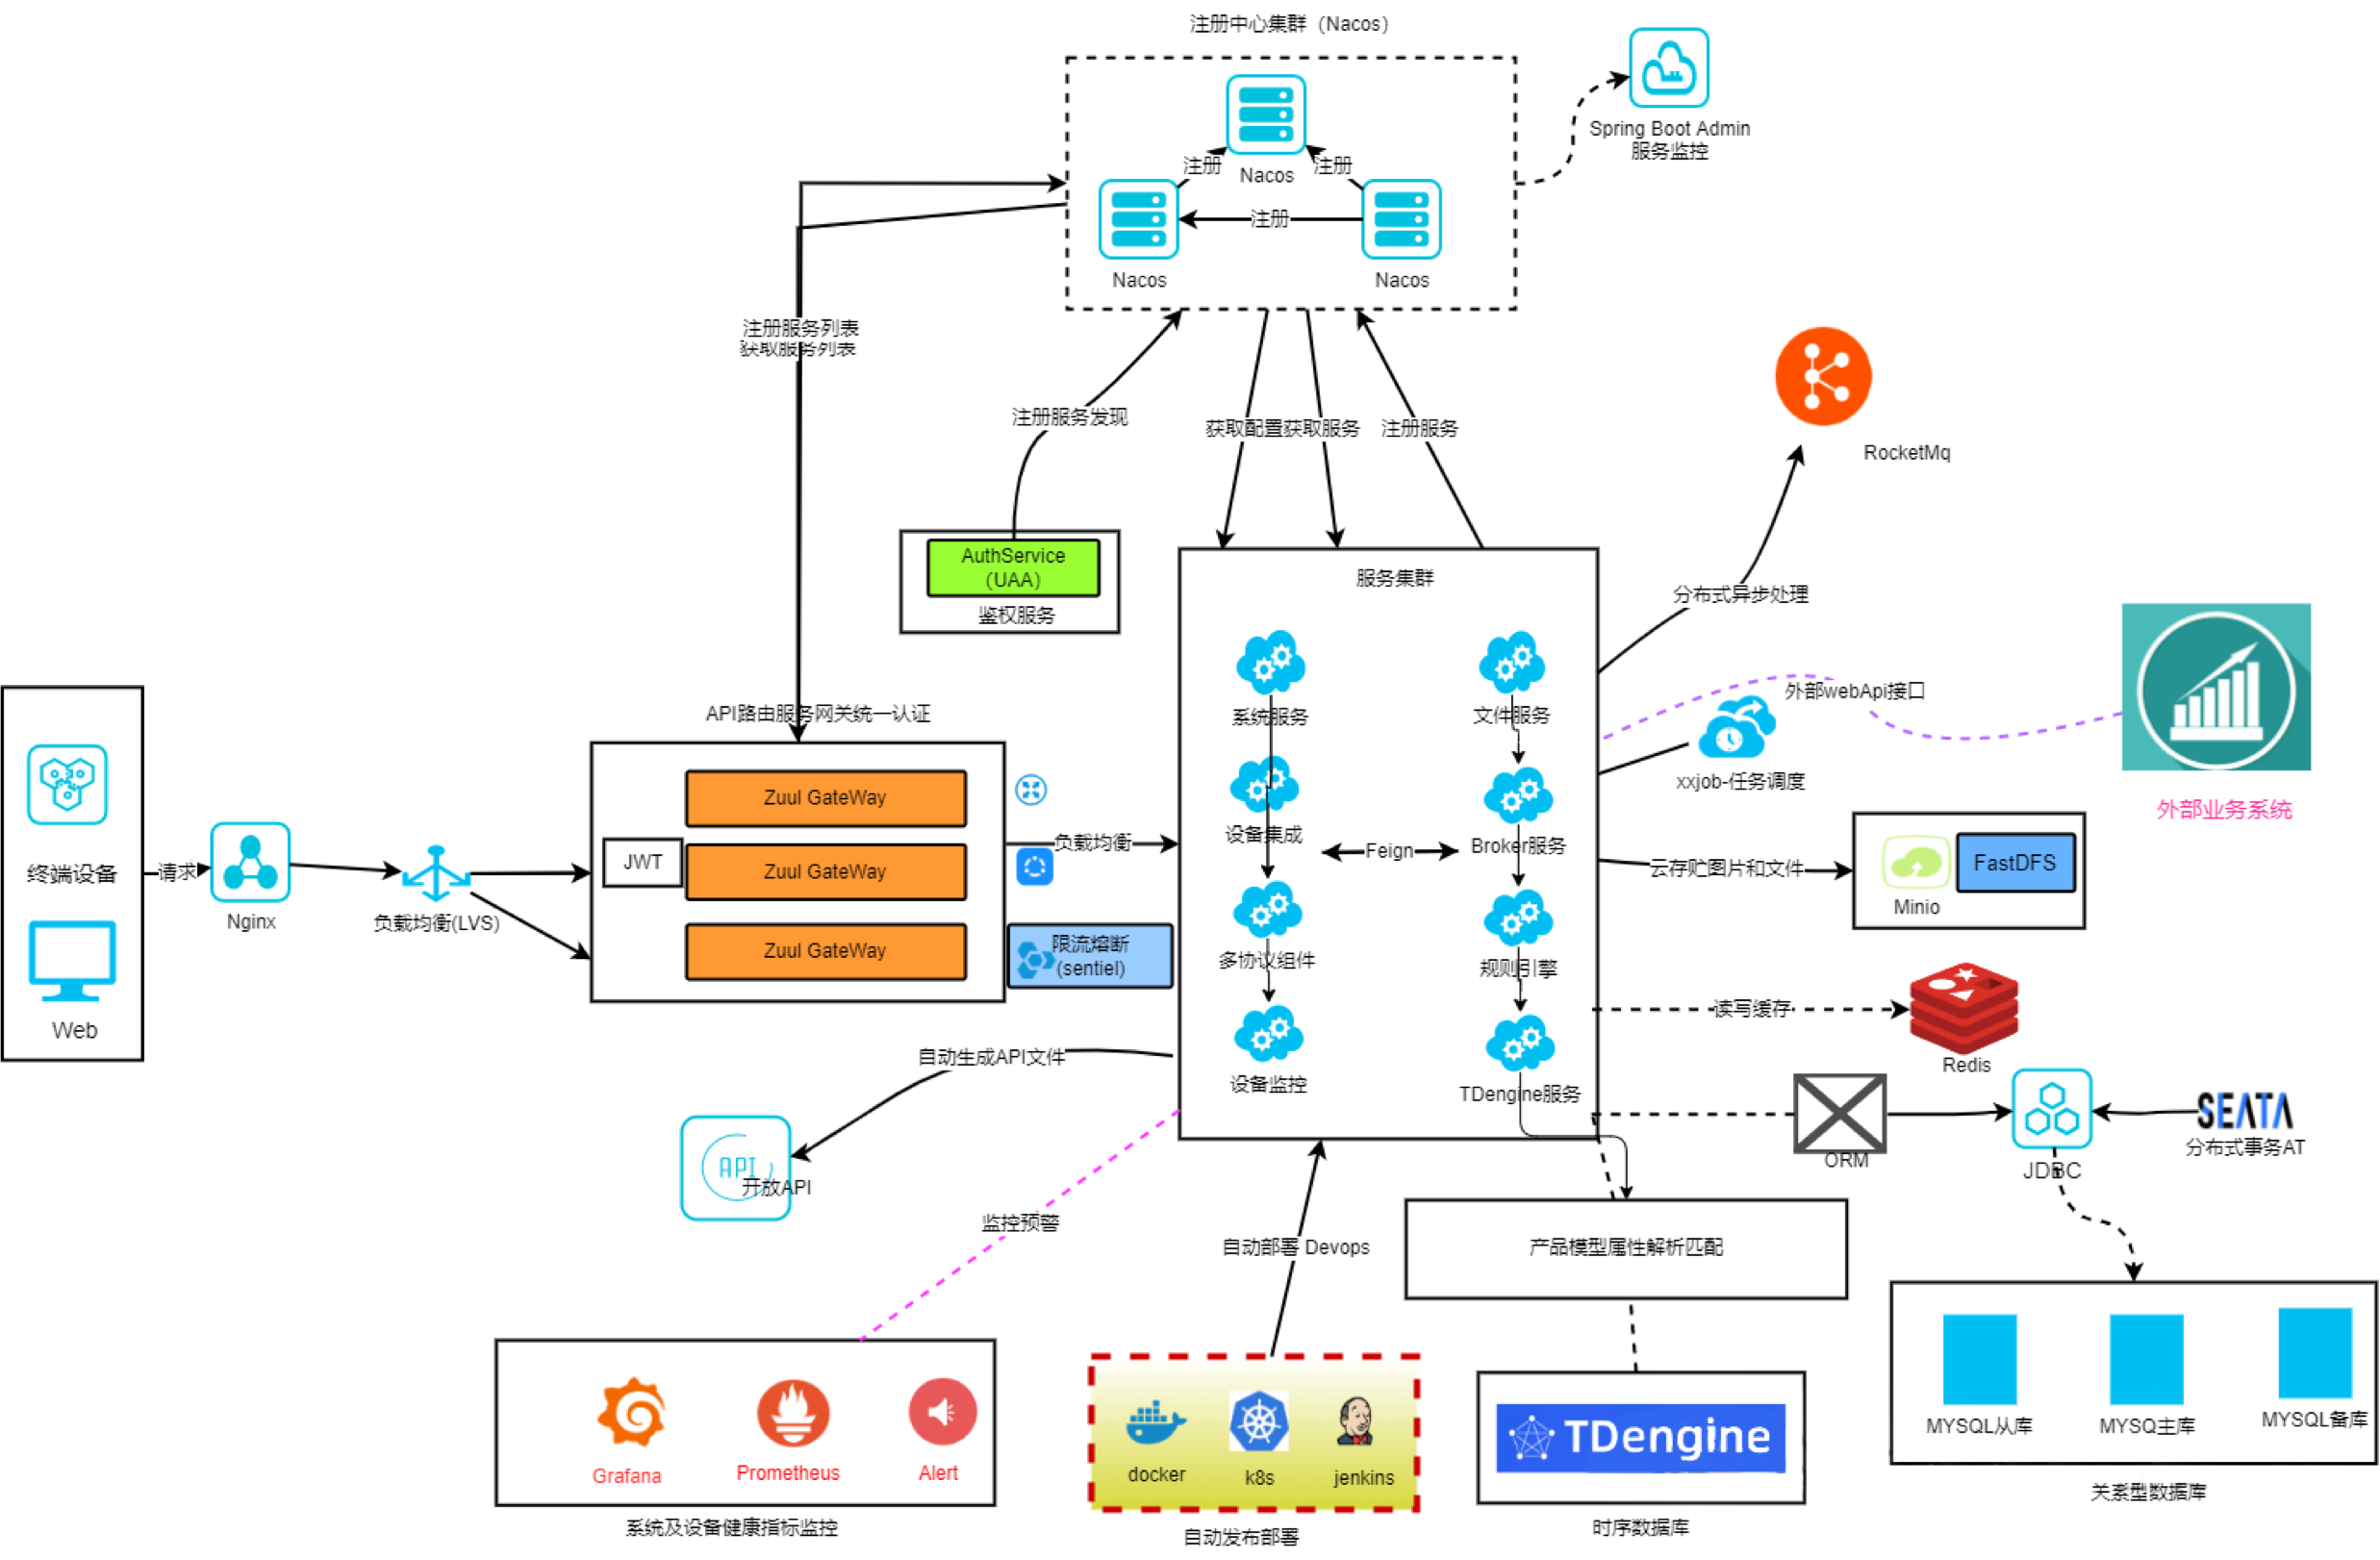 注册中心集群（Nacos）
Spring Boot Admin
服务监控
注册
注册
Nacos
注册
Nacos
Nacos
注册服务列表
获取服务列表
注册服务发现
获取配置
获取服务
注册服务
RocketMq
AuthService
（UAA）
鉴权服务
服务集群
分布式异步处理
外部webApi接口
API路由服务网关统一认证
系统服务
文件服务
xxjob-任务调度
外部业务系统
Zuul GateWay
JWT
Zuul GateWay
Zuul GateWay
负载均衡
设备集成
Feign
Broker服务
云存贮图片和文件
Minio
FastDFS
终端设备
请求
Nginx
负载均衡(LVS)
Web
限流熔断
(sentiel)
多协议组件
规则引擎
读写缓存
Redis
自动生成API文件
设备监控
TDengine服务
ORM
JDBC
SEATA
分布式事务AT
API
开放API
监控预警
自动部署 Devops
产品模型属性解析匹配
Grafana
Prometheus
Alert
系统及设备健康指标监控
docker
k8s
jenkins
自动发布部署
TDengine
时序数据库
MYSQL从库
MYSQ主库
MYSQL备库
关系型数据库